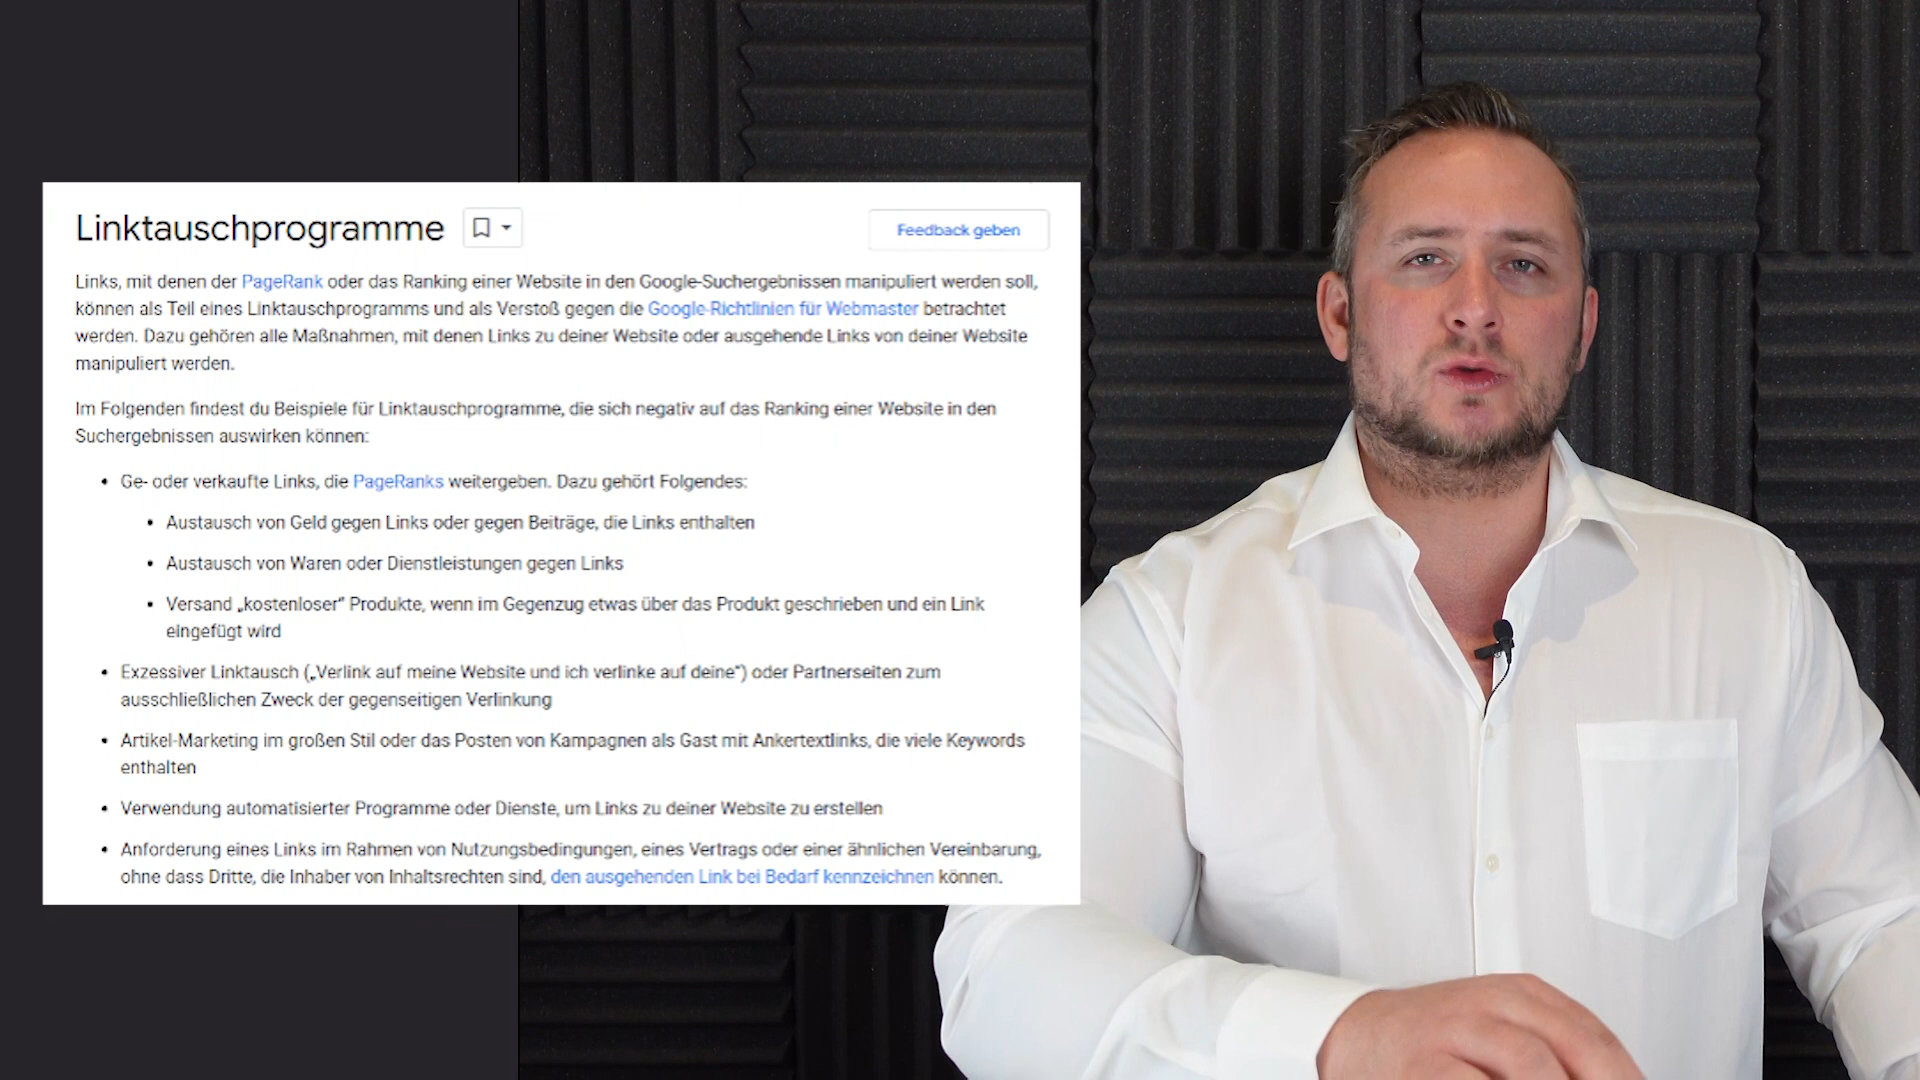 Linktauschprogramme
Feedback geben
Links, mit denen der PageRank oder das Ranking einer Website in den Google-Suchergebnissen manipuliert werden soll,
können als Teil eines Linktauschprogramms und als Verstoß gegen die Google-Richtlinien für Webmaster betrachtet
werden. Dazu gehören alle Maßnahmen, mit denen Links zu deiner Website oder ausgehende Links von deiner Website
manipuliert werden.
Im Folgenden findest du Beispiele für Linktauschprogramme, die sich negativ auf das Ranking einer Website in den
Suchergebnissen auswirken können:
• Ge- oder verkaufte Links, die PageRanks weitergeben. Dazu gehört Folgendes:
• Austausch von Geld gegen Links oder gegen Beiträge, die Links enthalten
• Austausch von Waren oder Dienstleistungen gegen Links
• Versand „kostenloser“ Produkte, wenn im Gegenzug etwas über das Produkt geschrieben und ein Link
eingefügt wird
• Exzessiver Linktausch („Verlink auf meine Website und ich verlinke auf deine“) oder Partnerseiten zum
ausschließlichen Zweck der gegenseitigen Verlinkung
• Artikel-Marketing im großen Stil oder das Posten von Kampagnen als Gast mit Ankertextlinks, die viele Keywords
enthalten
• Verwendung automatisierter Programme oder Dienste, um Links zu deiner Website zu erstellen
• Anforderung eines Links im Rahmen von Nutzungsbedingungen, eines Vertrags oder einer ähnlichen Vereinbarung,
ohne dass Dritte, die Inhaber von Inhaltsrechten sind, den ausgehenden Link bei Bedarf kennzeichnen können.